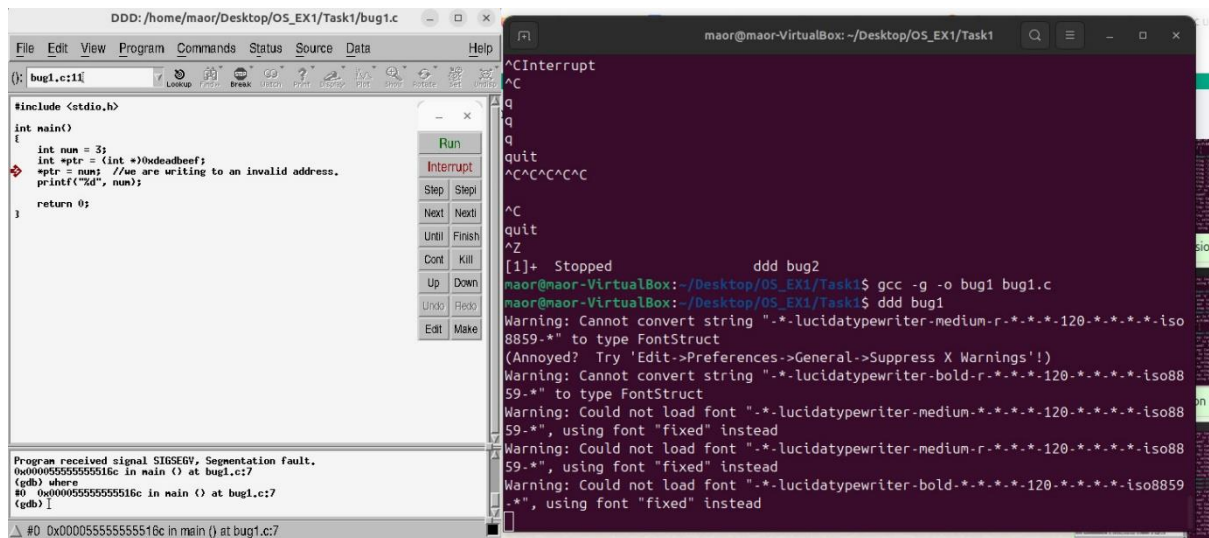 DDD: /home/maor/Desktop/OS_EX1/Task1/bug1.c
File Edit View Program Commands Status Source Data Help
(): bug1.c:11
Lookup Break Watch Print Display Plot Show Rotate Set
#include <stdio.h>
int main()
{
int num = 3;
int *ptr = (int *)0xdeadbeef;
*ptr = num; //we are writing to an invalid address.
printf("%d", num);
return 0;
}
Run
Interrupt
Step Stepi
Next Nexti
Until Finish
Cont Kill
Up Down
Undo Redo
Edit Make
Program received signal SIGSEGV, Segmentation fault.
0x000055555555516c in main () at bug1.c:7
(gdb) where
#0 0x000055555555516c in main () at bug1.c:7
(gdb)
#0 0x000055555555516c in main () at bug1.c:7
maor@maor-VirtualBox: ~/Desktop/OS_EX1/Task1
^CInterrupt
^C
q
q
q
quit
^C^C^C^C^C
^C
quit
^Z
[1]+ Stopped ddd bug2
maor@maor-VirtualBox:~/Desktop/OS_EX1/Task1$ gcc -g -o bug1 bug1.c
maor@maor-VirtualBox:~/Desktop/OS_EX1/Task1$ ddd bug1
Warning: Cannot convert string "-*-lucidatypewriter-medium-r-*-*-*-120-*-*-*-*-iso
8859-*" to type FontStruct
(Annoyed? Try 'Edit->Preferences->General->Suppress X Warnings'!)
Warning: Cannot convert string "-*-lucidatypewriter-bold-r-*-*-*-120-*-*-*-*-iso88
59-*" to type FontStruct
Warning: Could not load font "-*-lucidatypewriter-medium-*-*-*-120-*-*-*-*-iso88
59-*", using font "fixed" instead
Warning: Could not load font "-*-lucidatypewriter-medium-r-*-*-*-120-*-*-*-*-iso88
59-*", using font "fixed" instead
Warning: Could not load font "-*-lucidatypewriter-bold-*-*-*-*-120-*-*-*-*-iso8859
-*", using font "fixed" instead